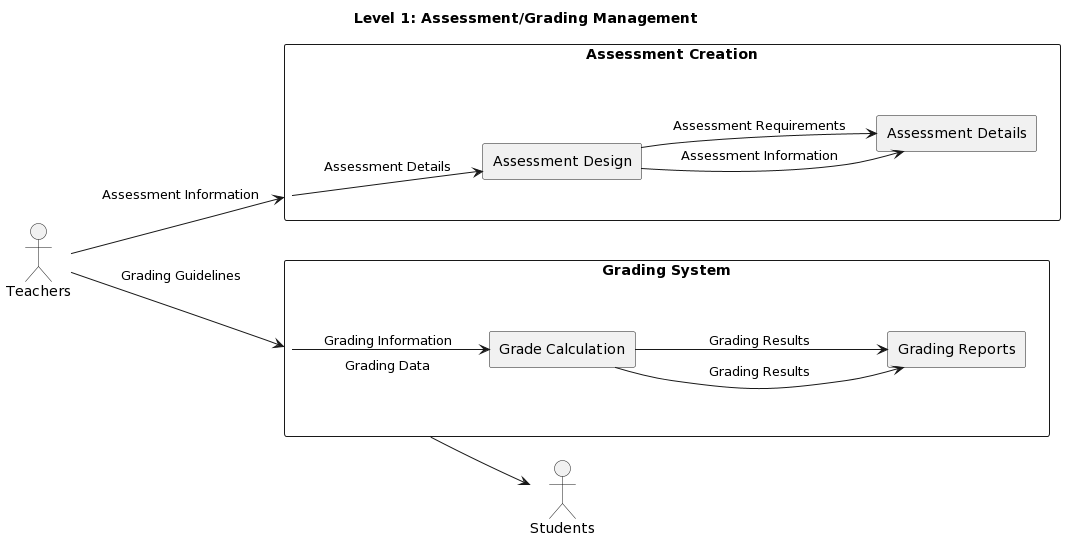 Level 1: Assessment/Grading Management
Assessment Creation
Assessment Requirements
Assessment Details
Assessment Information
Assessment Design
Assessment Details
Assessment Information
Teachers
Grading Guidelines
Grading System
Grading Information
Grading Data
Grade Calculation
Grading Results
Grading Results
Grading Reports
Students